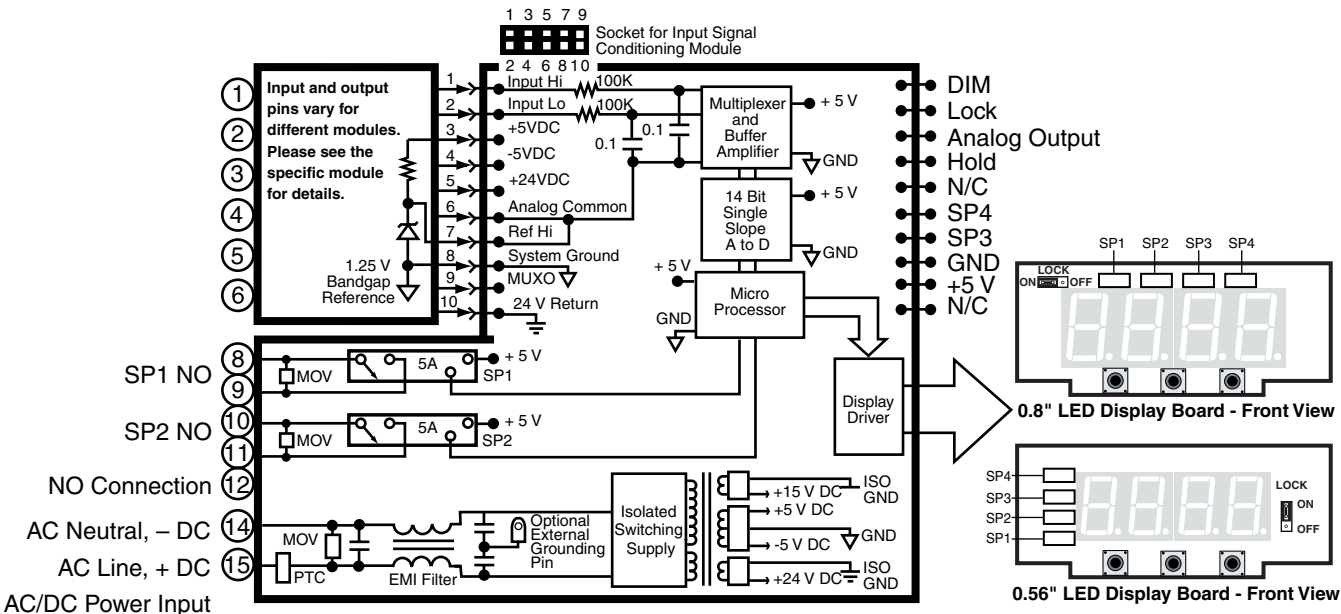 1 3 5 7 9
Socket for Input Signal
Conditioning Module
2 4 6 8 10
1
2
3
4
5
6
Input and output
pins vary for
different modules.
Please see the
specific module
for details.
1.25 V
Bandgap
Reference
1
2
3
4
5
6
7
8
9
10
Input Hi
100K
Input Lo
100K
+5VDC
-5VDC
+24VDC
Analog Common
Ref Hi
System Ground
MUXO
24 V Return
0.1
0.1
Multiplexer
and
Buffer
Amplifier
+ 5 V
GND
14 Bit
Single
Slope
A to D
+ 5 V
GND
+ 5 V
Micro
Processor
GND
Display
Driver
DIM
Lock
Analog Output
Hold
N/C
SP4
SP3
GND
+5 V
N/C
SP1 NO
8
9
MOV
5A
+ 5 V
SP1
SP2 NO
10
11
MOV
5A
+ 5 V
SP2
NO Connection 12
AC Neutral, – DC 14
AC Line, + DC 15
AC/DC Power Input
MOV
PTC
EMI Filter
Optional
External
Grounding
Pin
Isolated
Switching
Supply
ISO
GND
+15 V DC
+5 V DC
GND
-5 V DC
ISO
GND
+24 V DC
SP1 SP2 SP3 SP4
LOCK
ON OFF
8.8.8.8
0.8" LED Display Board - Front View
SP4
SP3
SP2
SP1
8.8.8.8
LOCK
ON
OFF
0.56" LED Display Board - Front View